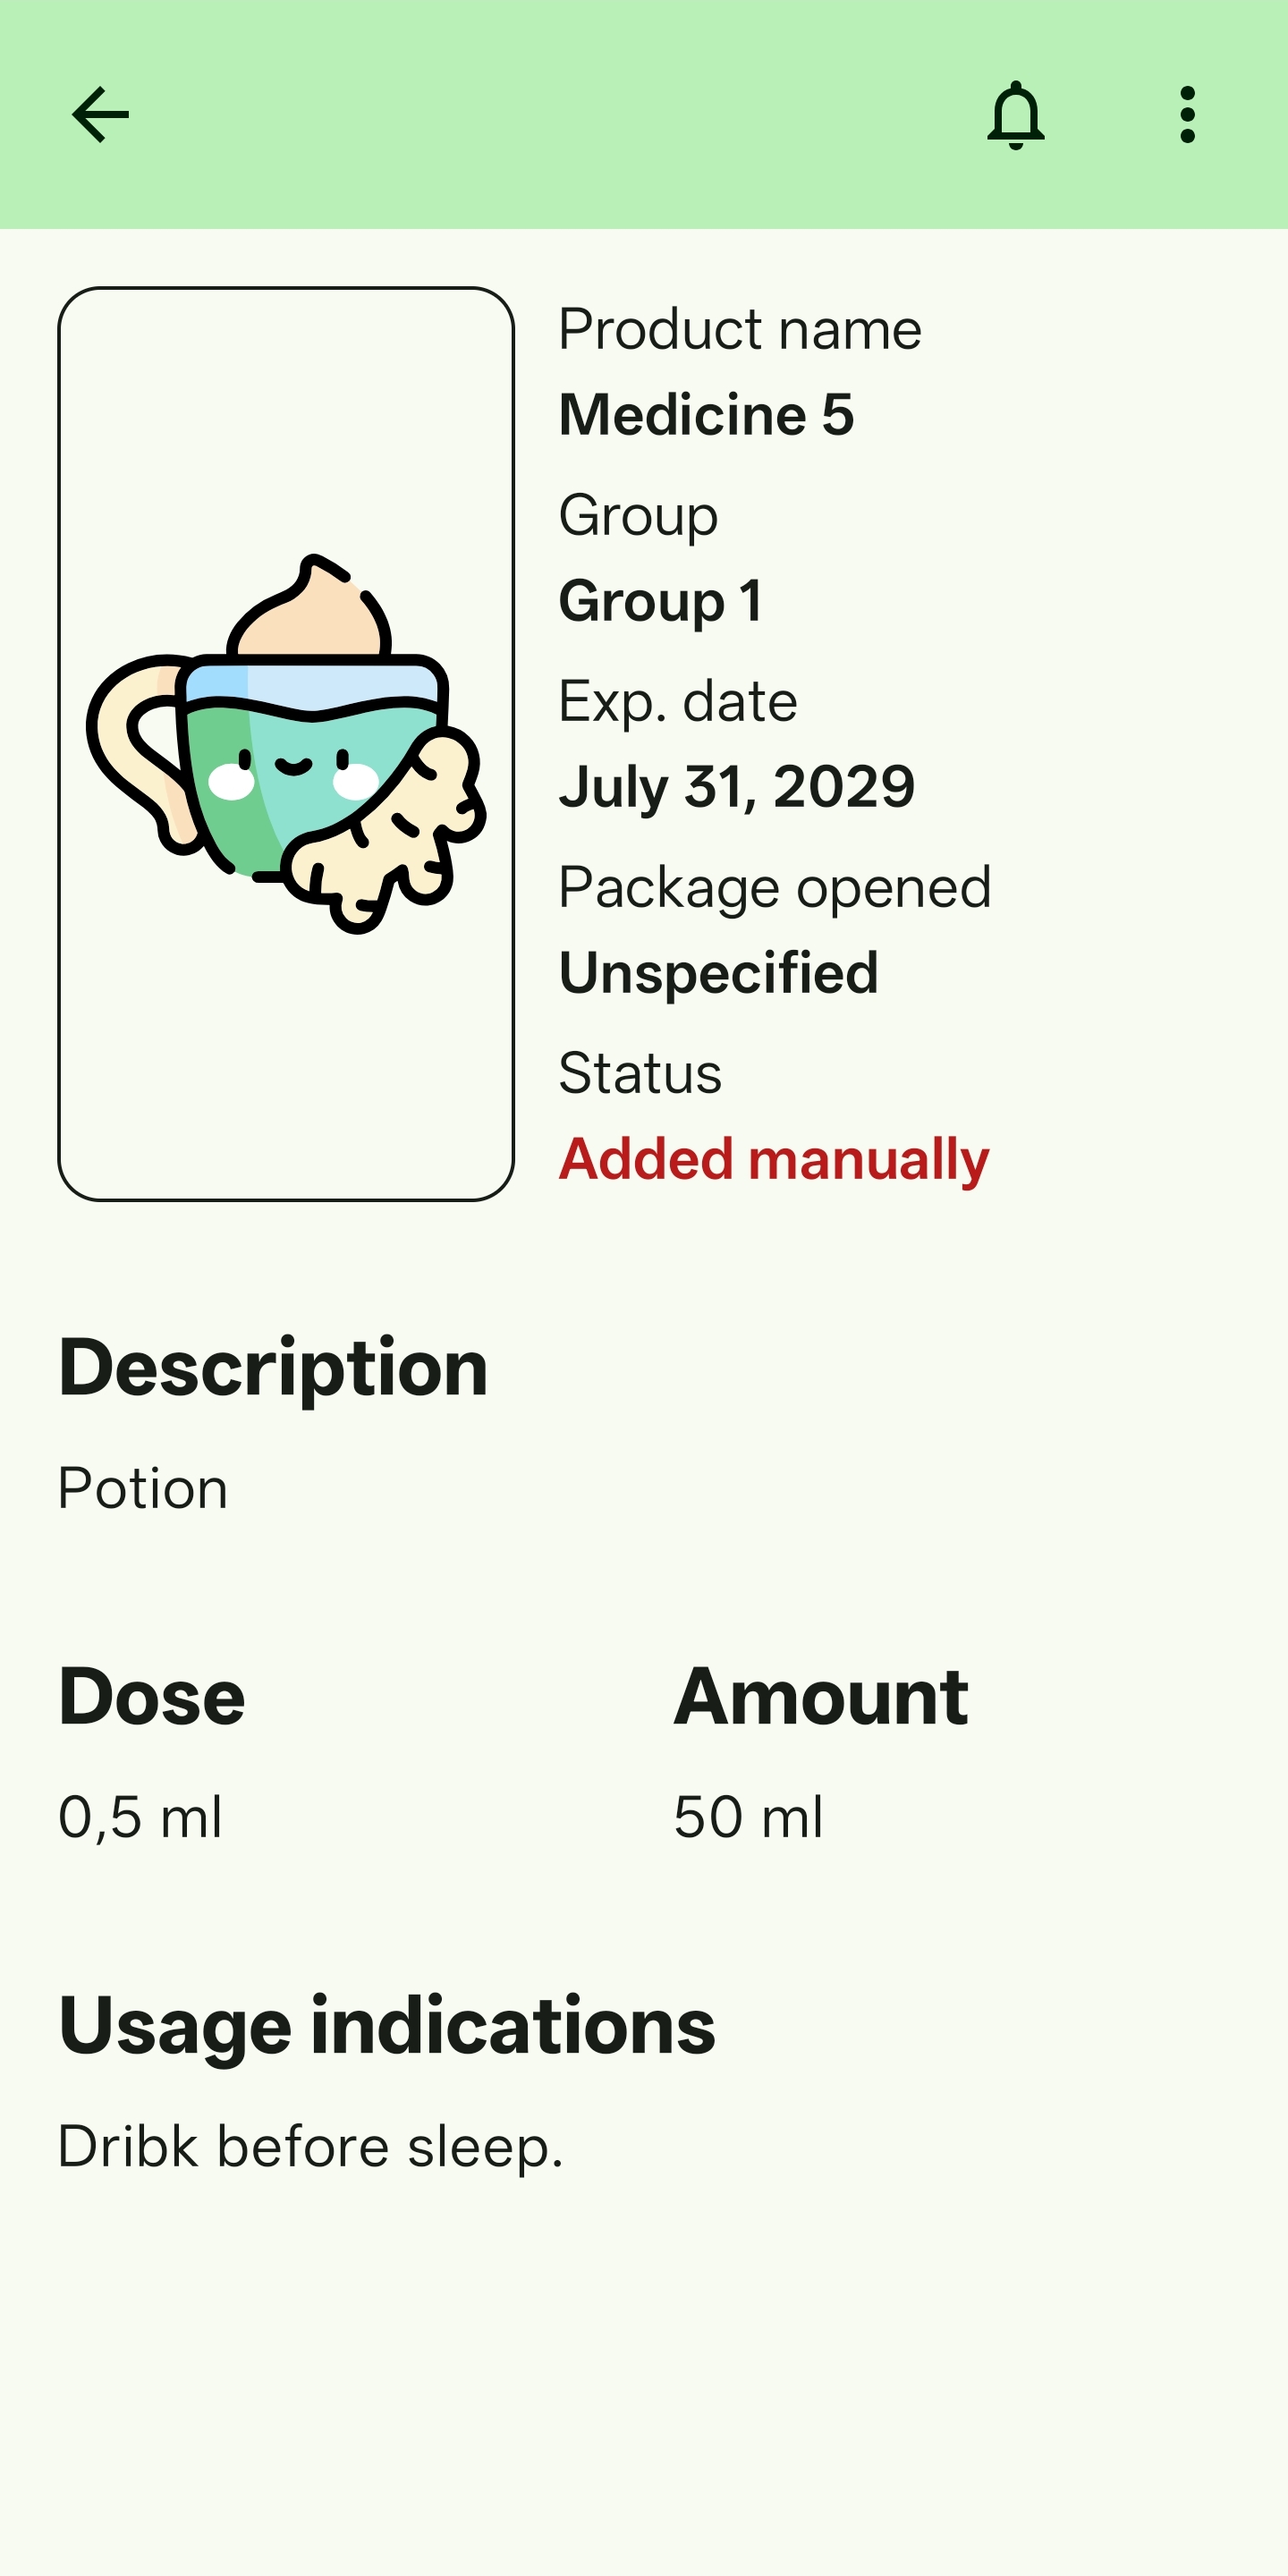 Product name
Medicine 5
Group
Group 1
Exp. date
July 31, 2029
Package opened
Unspecified
Status
Added manually
Description
Potion
Dose
Amount
0,5 ml
50 ml
Usage indications
Dribk before sleep.